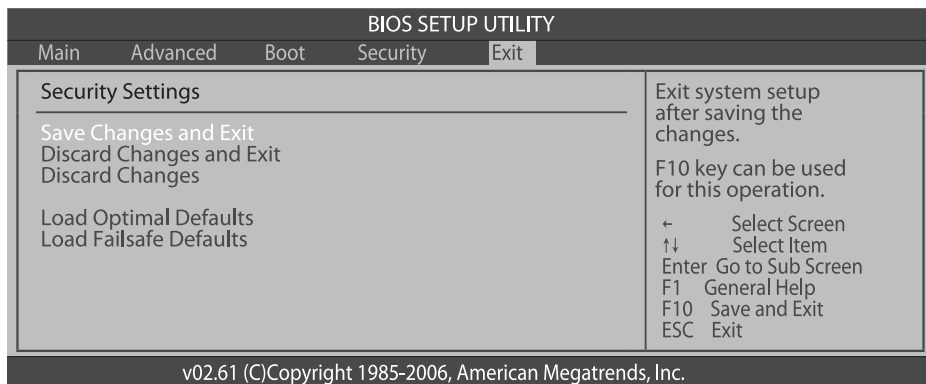 BIOS SETUP UTILITY
Main Advanced Boot Security Exit
Security Settings
Save Changes and Exit
Discard Changes and Exit
Discard Changes
Load Optimal Defaults
Load Failsafe Defaults
Exit system setup
after saving the
changes.
F10 key can be used
for this operation.
← Select Screen
↑↓ Select Item
Enter Go to Sub Screen
F1 General Help
F10 Save and Exit
ESC Exit
v02.61 (C)Copyright 1985-2006, American Megatrends, Inc.